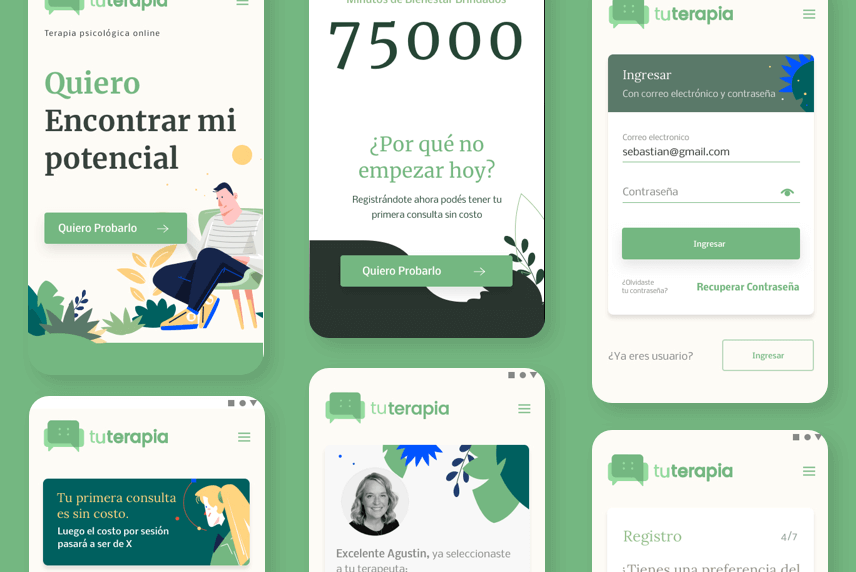 tuterapia
Terapia psicológica online
Quiero
Encontrar mi
potencial
Quiero Probarlo
Minutos de Bienestar Brindados
75000
¿Por qué no
empezar hoy?
Registrándote ahora podés tener tu
primera consulta sin costo
Quiero Probarlo
tuterapia
Ingresar
Con correo electrónico y contraseña
Correo electronico
sebastian@gmail.com
Contraseña
Ingresar
¿Olvidaste
tu contraseña?
Recuperar Contraseña
¿Ya eres usuario?
Ingresar
tuterapia
Tu primera consulta
es sin costo.
Luego el costo por sesión
pasará a ser de X
tuterapia
Excelente Agustin, ya seleccionaste
a tu terapeuta:
tuterapia
Registro
4/7
¿Tienes una preferencia del